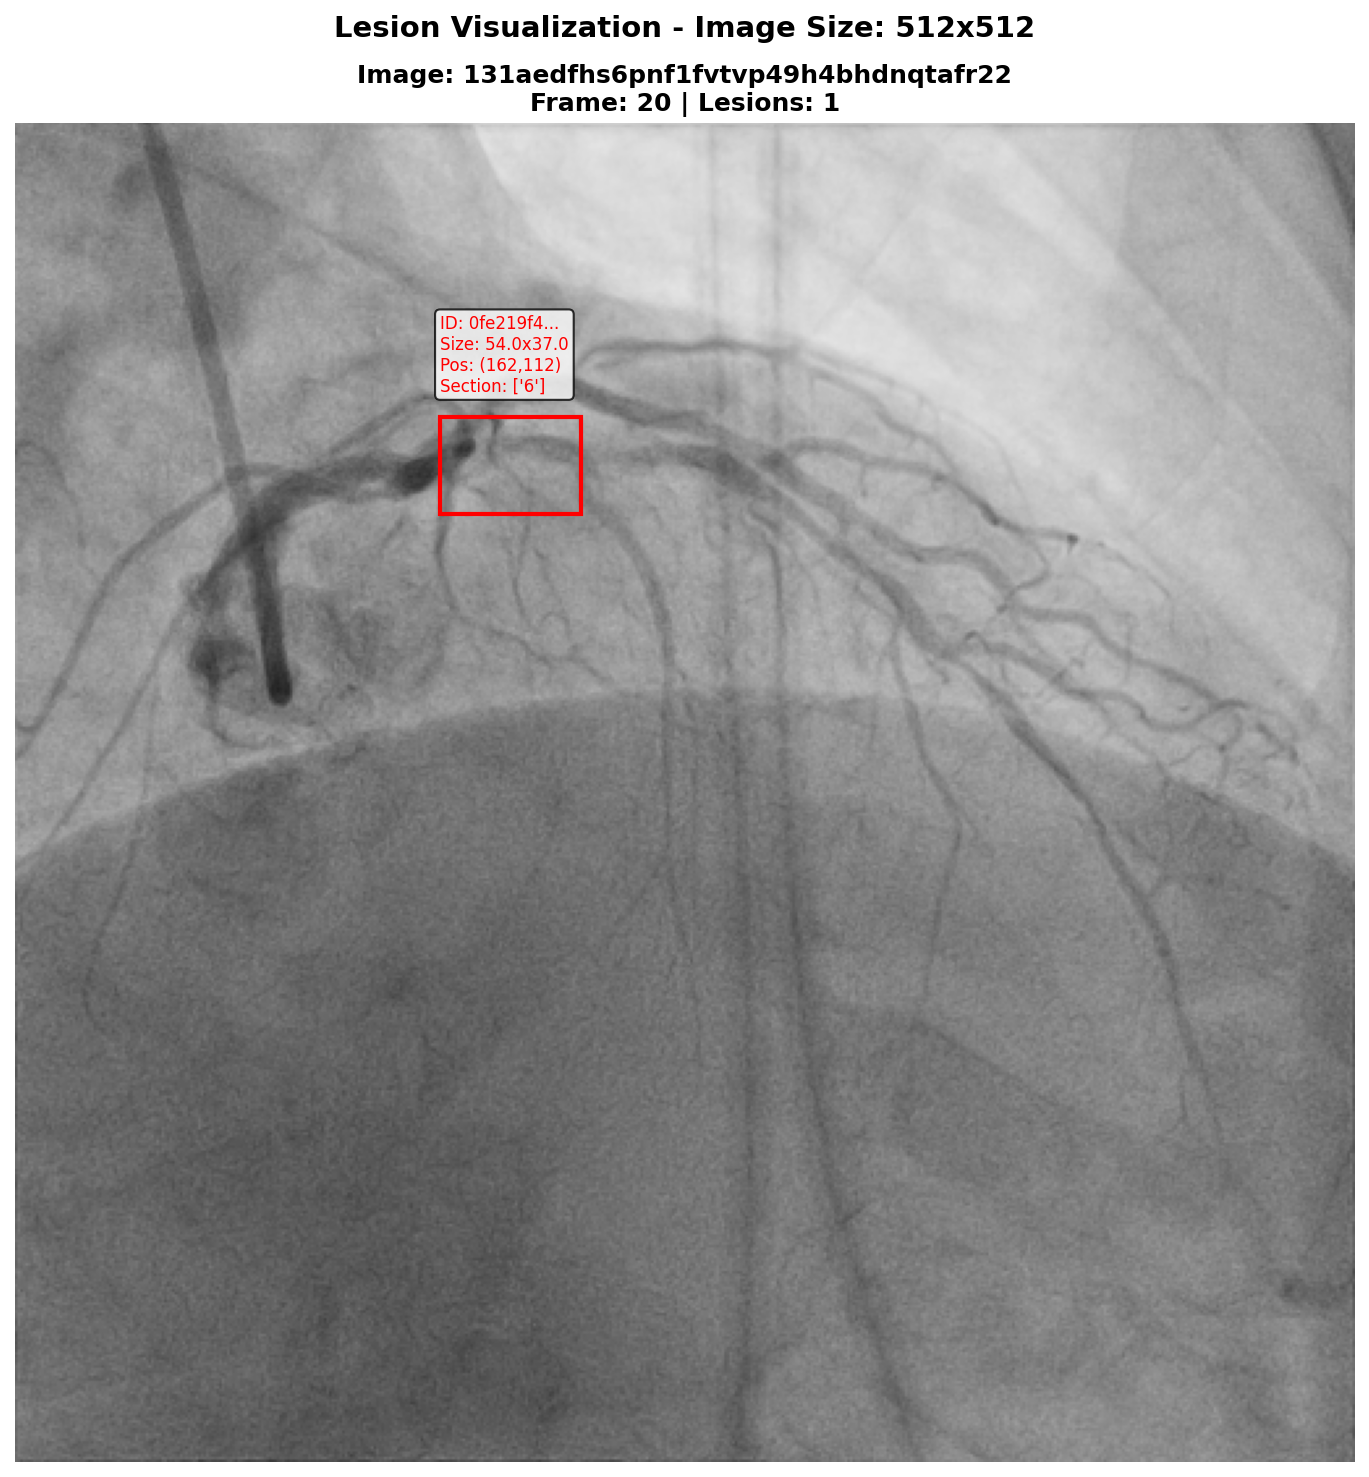 Lesion Visualization - Image Size: 512x512
Image: 131aedfhs6pnf1fvtvp49h4bhdnqtafr22
Frame: 20 | Lesions: 1
ID: 0fe219f4...
Size: 54.0x37.0
Pos: (162,112)
Section: ['6']